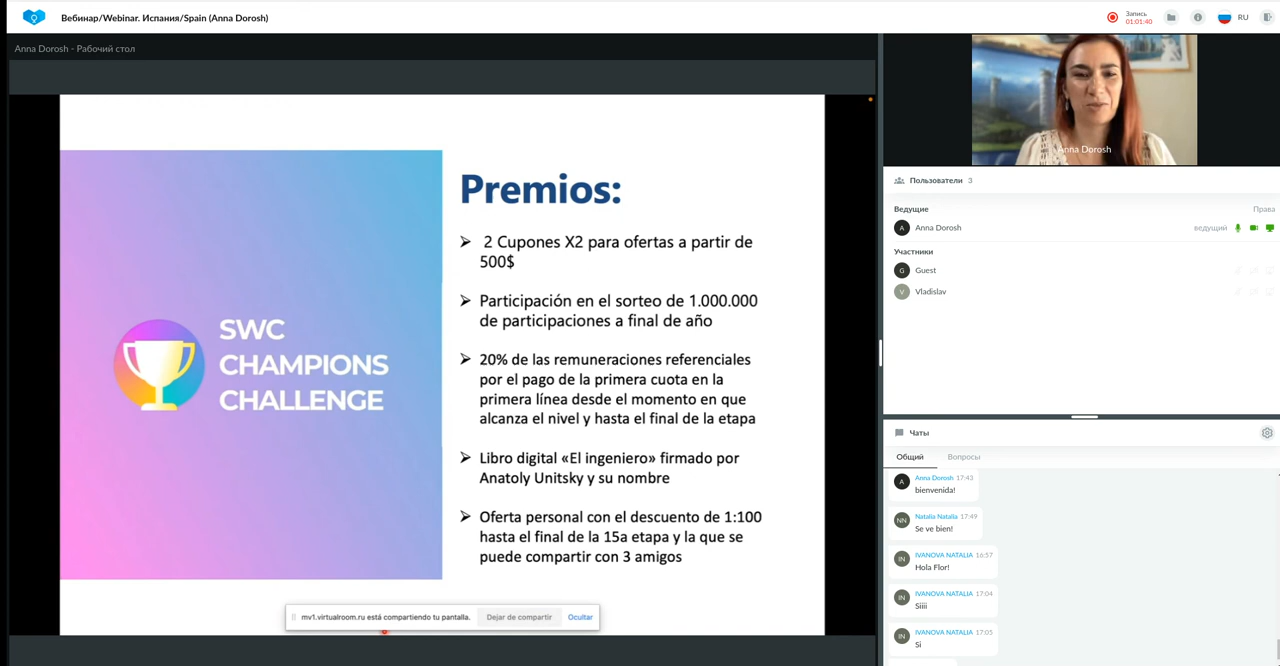 Вебинар/Webinar. Испания/Spain (Anna Dorosh)
Запись
01:01:40
RU
Anna Dorosh - Рабочий стол
SWC
CHAMPIONS
CHALLENGE
Premios:
➢ 2 Cupones X2 para ofertas a partir de
500$
➢ Participación en el sorteo de 1.000.000
de participaciones a final de año
➢ 20% de las remuneraciones referenciales
por el pago de la primera cuota en la
primera línea desde el momento en que
alcanza el nivel y hasta el final de la etapa
➢ Libro digital «El ingeniero» firmado por
Anatoly Unitsky y su nombre
➢ Oferta personal con el descuento de 1:100
hasta el final de la 15a etapa y la que se
puede compartir con 3 amigos
mv1.virtualroom.ru está compartiendo tu pantalla. Dejar de compartir Ocultar
Anna Dorosh
Пользователи 3
Ведущие Права
A Anna Dorosh ведущий
Участники
G Guest
V Vladislav
Чаты
Общий Вопросы
A Anna Dorosh 17:43
bienvenida!
NN Natalia Natalia 17:49
Se ve bien!
IN IVANOVA NATALIA 16:57
Hola Flor!
IN IVANOVA NATALIA 17:04
Siiii
IN IVANOVA NATALIA 17:05
Si